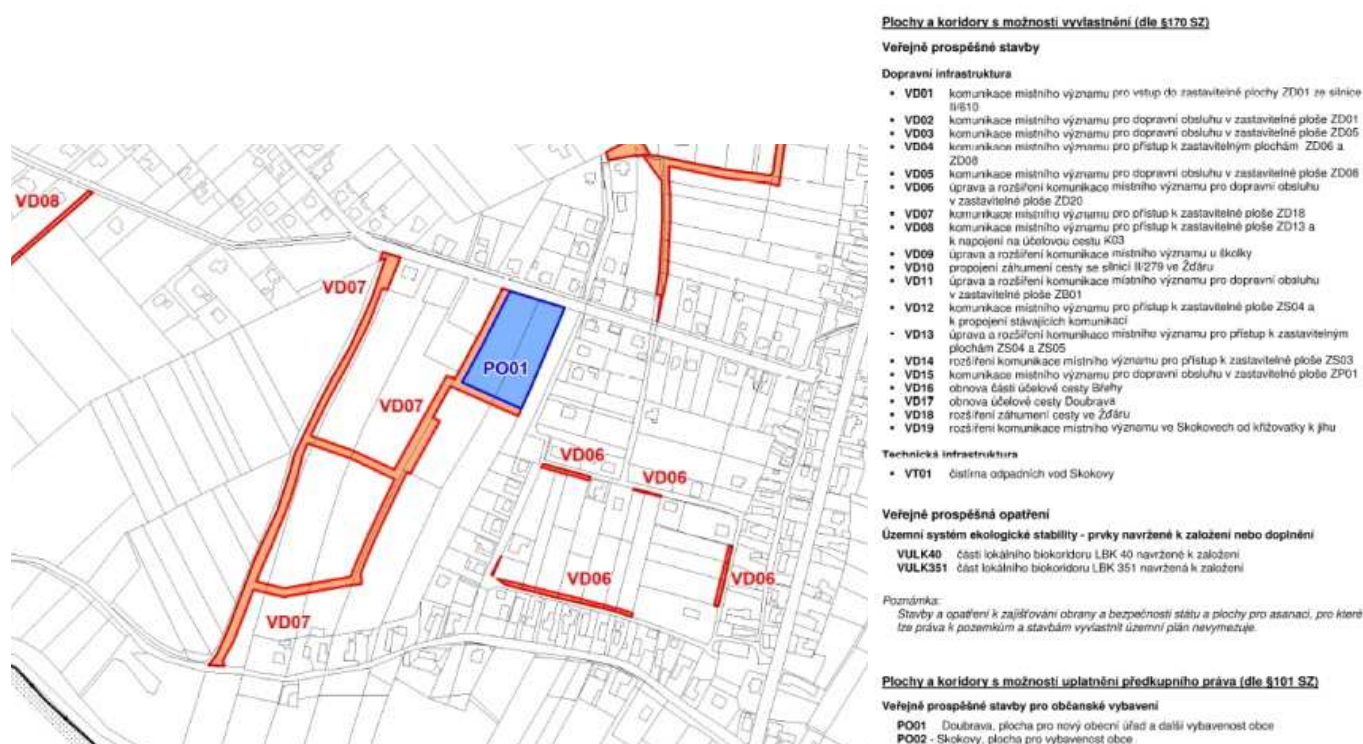 VD08
VD07
PO01
VD07
VD06
VD06
VD06
VD06
VD07
Plochy a koridory s možností vyvlastnění (dle §170 SZ)
Veřejně prospěšné stavby
Dopravní infrastruktura
• VD01 komunikace místního významu pro vstup do zastavitelné plochy ZD01 ze silnice
II/610
• VD02 komunikace místního významu pro dopravní obsluhu v zastavitelné ploše ZD01
• VD03 komunikace místního významu pro dopravní obsluhu v zastavitelné ploše ZD05
• VD04 komunikace místního významu pro přístup k zastavitelným plochám ZD06 a
ZD08
• VD05 komunikace místního významu pro dopravní obsluhu v zastavitelné ploše ZD08
• VD06 úprava a rozšíření komunikace místního významu pro dopravní obsluhu
v zastavitelné ploše ZD20
• VD07 komunikace místního významu pro přístup k zastavitelné ploše ZD18
• VD08 komunikace místního významu pro přístup k zastavitelné ploše ZD13 a
k napojení na účelovou cestu K03
• VD09 úprava a rozšíření komunikace místního významu u školky
• VD10 propojení záhumení cesty se silnicí II/279 ve Žďáru
• VD11 úprava a rozšíření komunikace místního významu pro dopravní obsluhu
v zastavitelné ploše ZB01
• VD12 komunikace místního významu pro přístup k zastavitelné ploše ZS04 a
k propojení stávajících komunikací
- VD13 úprava a rozšíření komunikace místního významu pro přístup k zastavitelným
plochám ZS04 a ZS05
• VD14 rozšíření komunikace místního významu pro přístup k zastavitelné ploše ZS03
• VD15 komunikace místního významu pro dopravní obsluhu v zastavitelné ploše ZP01
• VD16 obnova části účelové cesty Břehy
• VD17 obnova účelové cesty Doubrava
• VD18 rozšíření záhumení cesty ve Žďáru
• VD19 rozšíření komunikace místního významu ve Skokovech od křižovatky k jihu
Technická infrastruktura
• VT01 čistírna odpadních vod Skokovy
Veřejně prospěšná opatření
Územní systém ekologické stability - prvky navržené k založení nebo doplnění
VULK40 části lokálního biokoridoru LBK 40 navržené k založení
VULK351 část lokálního biokoridoru LBK 351 navržená k založení
Poznámka:
Stavby a opatření k zajišťování obrany a bezpečnosti státu a plochy pro asanaci, pro které
lze práva k pozemkům a stavbám vyvlastnit územní plán nevymezuje.
Plochy a koridory s možností uplatnění předkupního práva (dle §101 SZ)
Veřejně prospěšné stavby pro občanské vybavení
PO01 Doubrava, plocha pro nový obecní úřad a další vybavenost obce
PO02 - Skokovy, plocha pro vybavenost obce